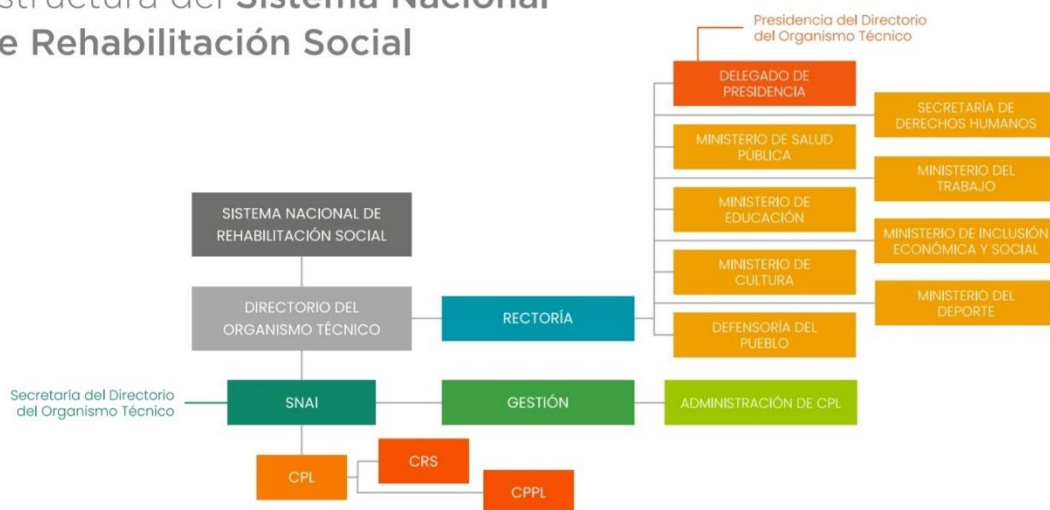 structura del Sistema Nacional
e Rehabilitación Social
Presidencia del Directorio
del Organismo Técnico
DELEGADO DE
PRESIDENCIA
SECRETARÍA DE
DERECHOS HUMANOS
MINISTERIO DE SALUD
PÚBLICA
MINISTERIO DEL
TRABAJO
MINISTERIO DE
EDUCACIÓN
MINISTERIO DE INCLUSIÓN
ECONÓMICA Y SOCIAL
MINISTERIO DE
CULTURA
MINISTERIO DEL
DEPORTE
DEFENSORÍA DEL
PUEBLO
SISTEMA NACIONAL DE
REHABILITACIÓN SOCIAL
DIRECTORIO DEL
ORGANISMO TÉCNICO
RECTORÍA
Secretaría del Directorio
del Organismo Técnico
SNAI
GESTIÓN
ADMINISTRACIÓN DE CPL
CPL
CRS
CPPL